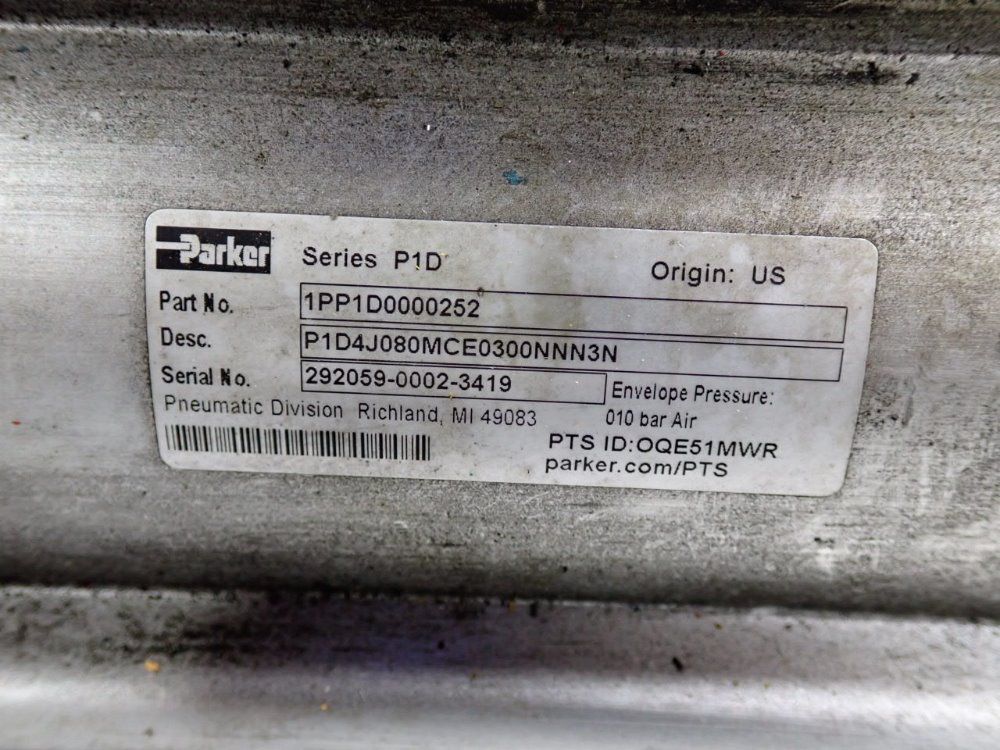 Parker Series P1D Origin: US
Part No. 1PP1D0000252
Desc. P1D4J080MCE0300NNN3N
Serial No. 292059-0002-3419 Envelope Pressure:
Pneumatic Division Richland, MI 49083 010 bar Air
PTS ID:OQE51MWR
parker.com/PTS